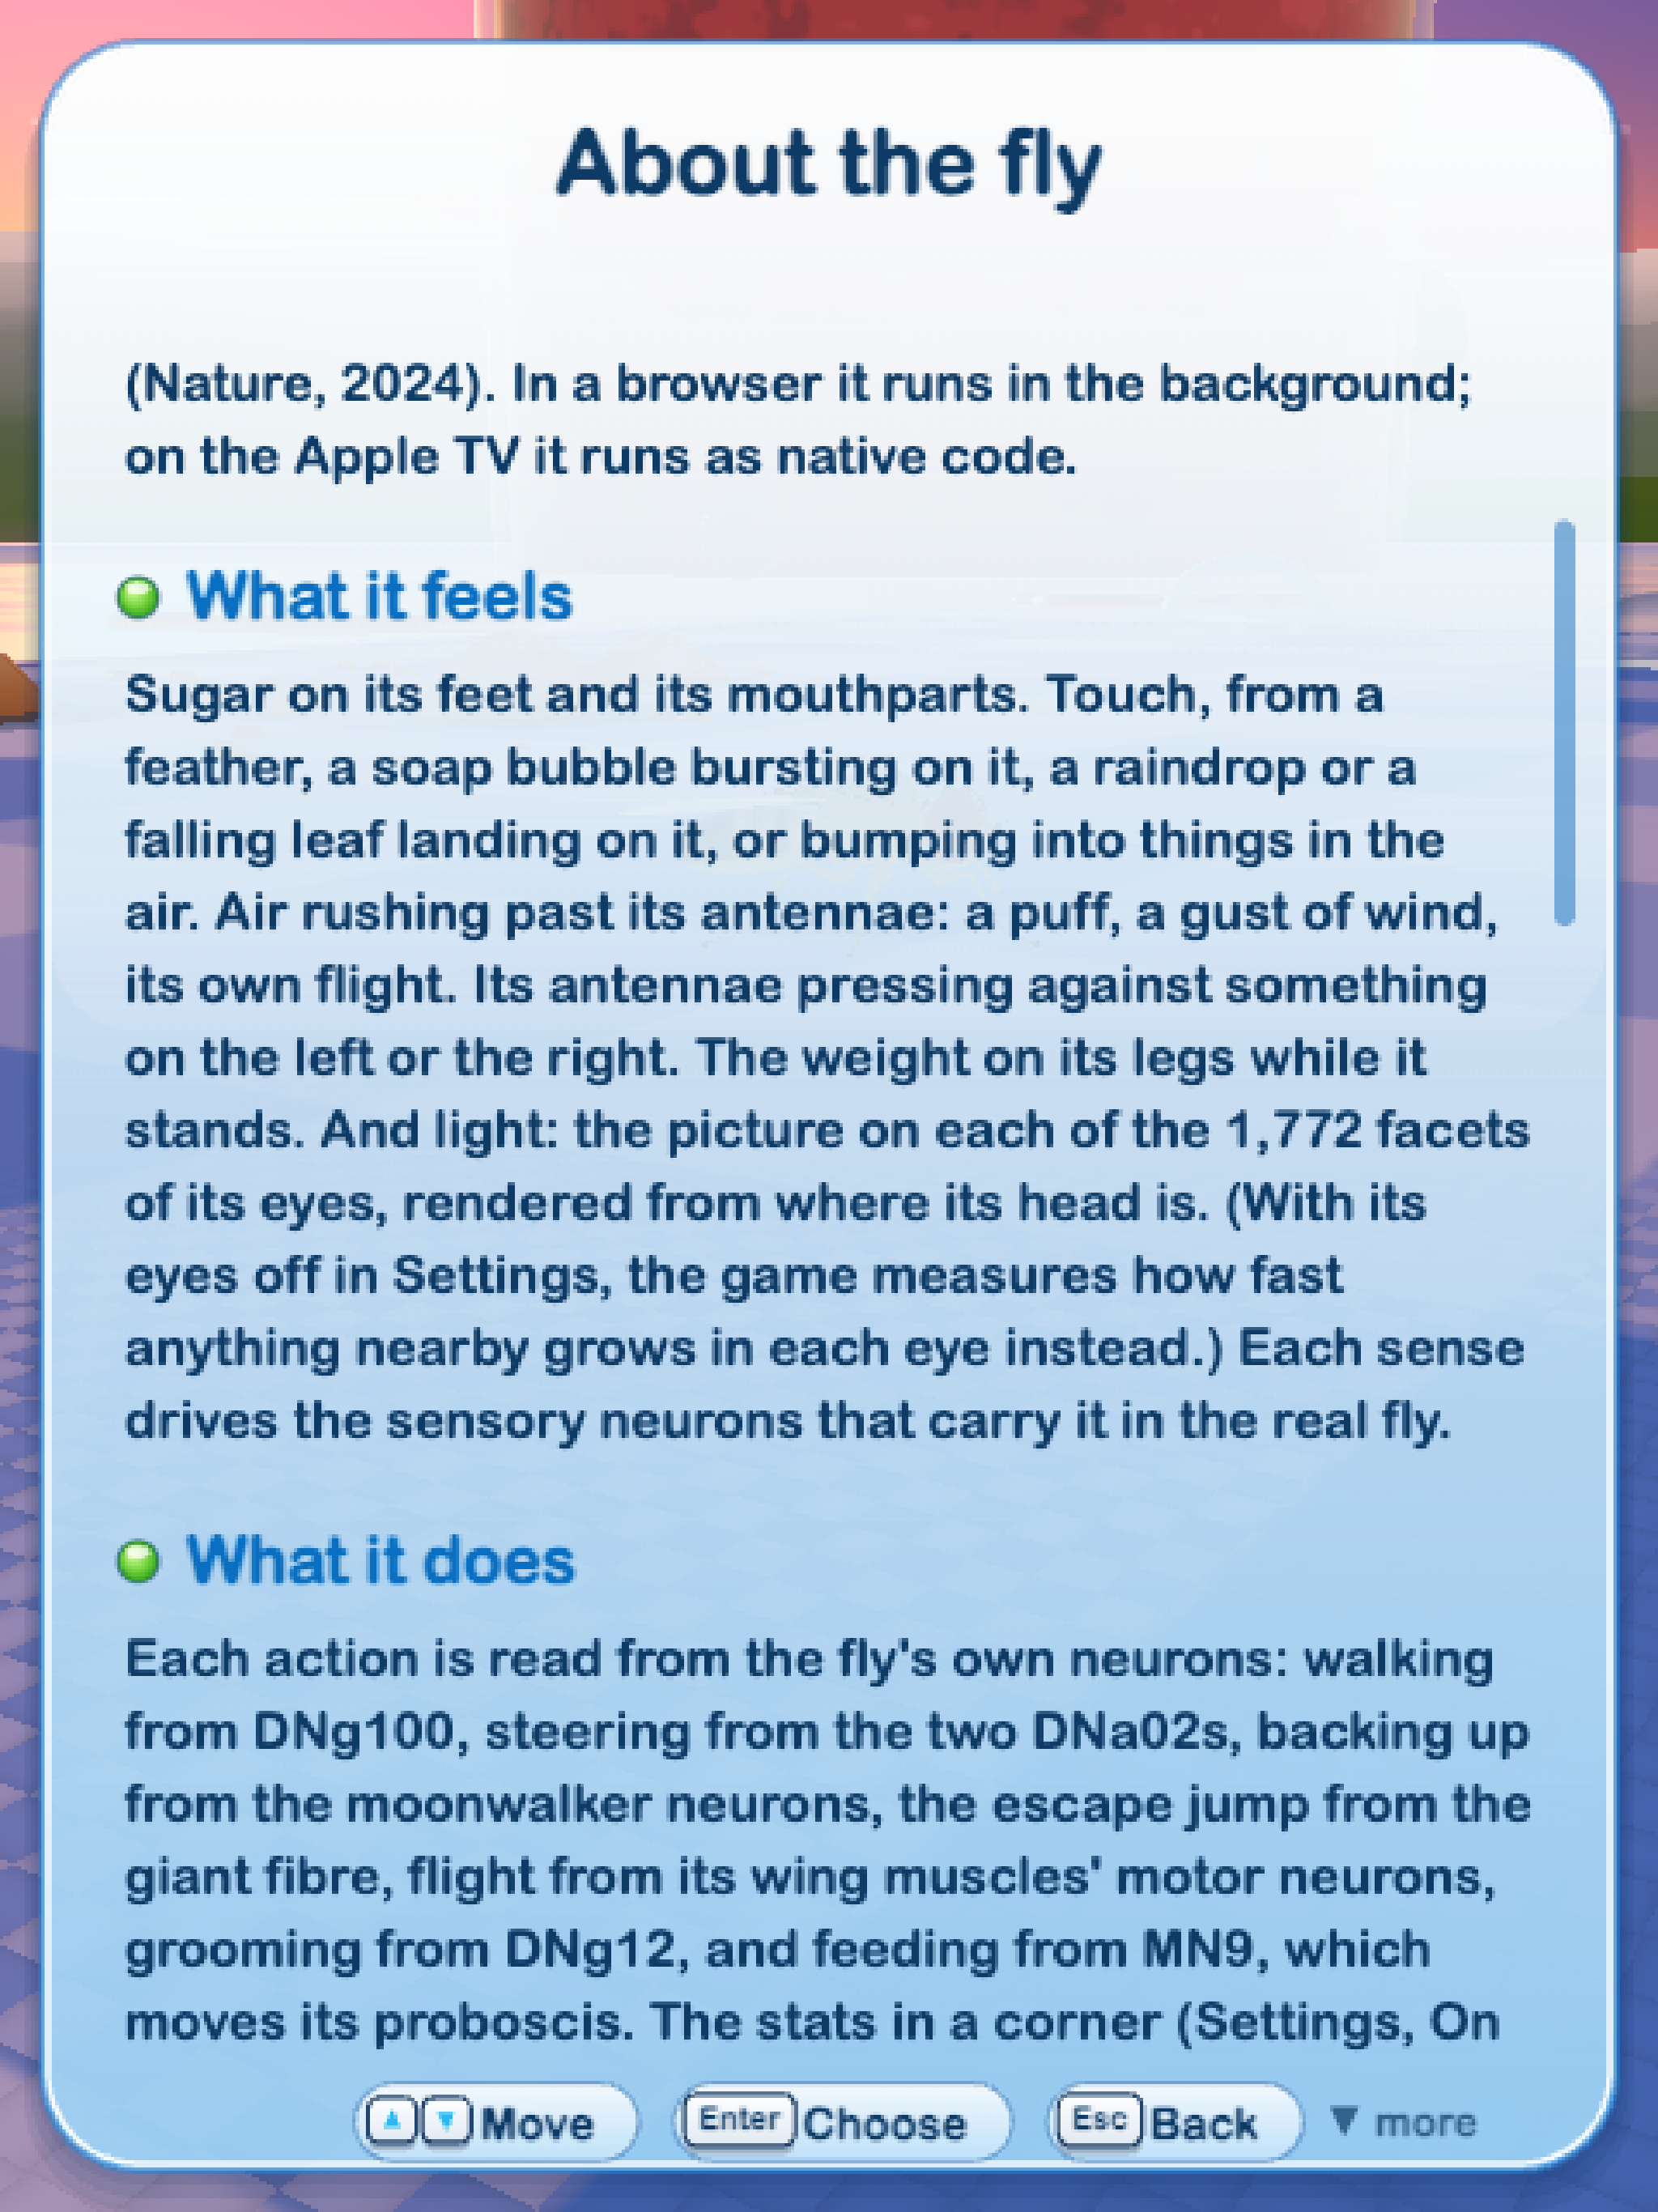 About the fly
(Nature, 2024). In a browser it runs in the background;
on the Apple TV it runs as native code.
What it feels
Sugar on its feet and its mouthparts. Touch, from a
feather, a soap bubble bursting on it, a raindrop or a
falling leaf landing on it, or bumping into things in the
air. Air rushing past its antennae: a puff, a gust of wind,
its own flight. Its antennae pressing against something
on the left or the right. The weight on its legs while it
stands. And light: the picture on each of the 1,772 facets
of its eyes, rendered from where its head is. (With its
eyes off in Settings, the game measures how fast
anything nearby grows in each eye instead.) Each sense
drives the sensory neurons that carry it in the real fly.
What it does
Each action is read from the fly's own neurons: walking
from DNg100, steering from the two DNa02s, backing up
from the moonwalker neurons, the escape jump from the
giant fibre, flight from its wing muscles' motor neurons,
grooming from DNg12, and feeding from MN9, which
moves its proboscis. The stats in a corner (Settings, On
▲ ▼ Move Enter Choose Esc Back ▼ more